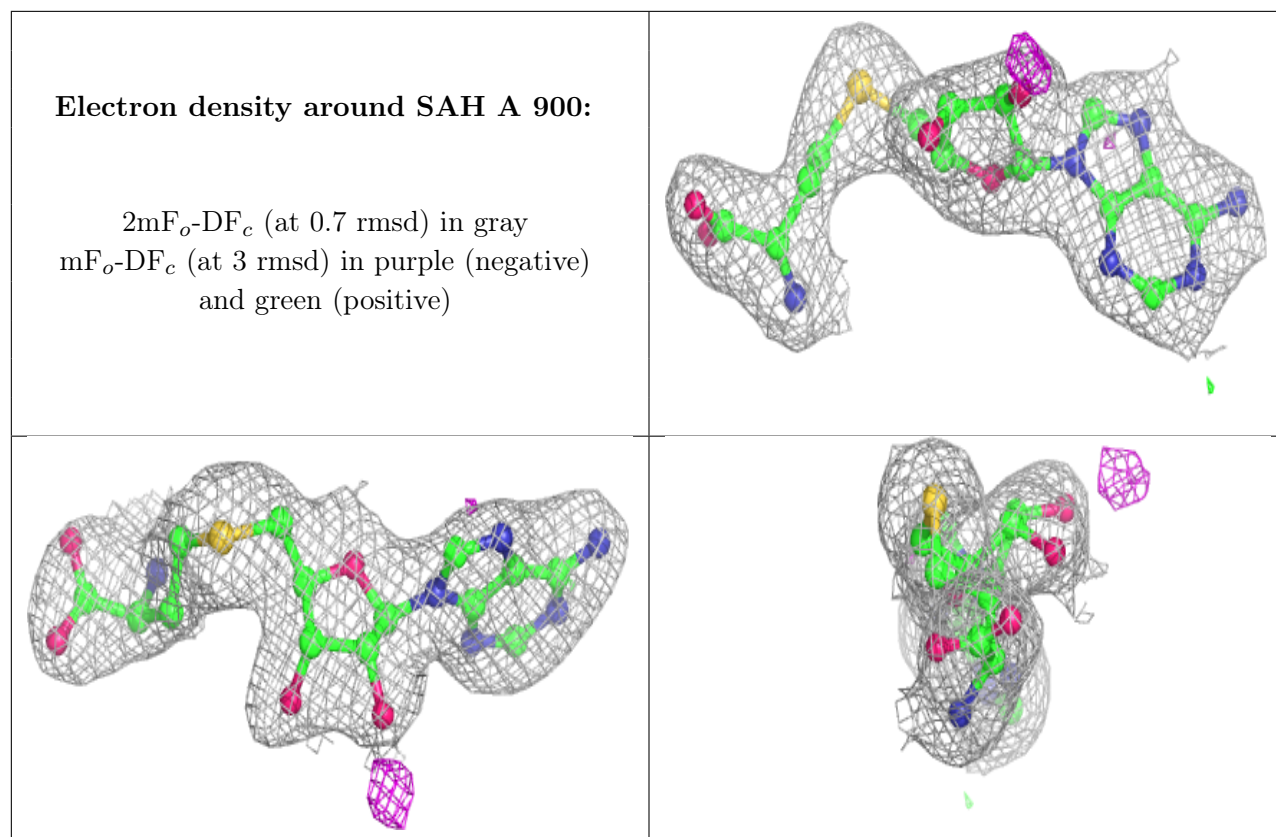 Electron density around SAH A 900:
2mFo-DFc (at 0.7 rmsd) in gray
mFo-DFc (at 3 rmsd) in purple (negative)
and green (positive)